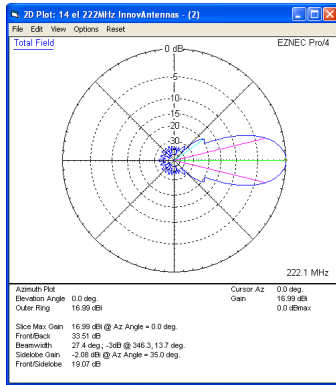 2D Plot: 14 el 222MHz InnovAntennas - (2)
File Edit View Options Reset
Total Field
EZNEC Pro/4
0 dB
-5
-10
-15
-20
-30
222.1 MHz
Azimuth Plot
Elevation Angle 0.0 deg.
Outer Ring 16.99 dBi
Cursor Az 0.0 deg.
Gain 16.99 dBi
0.0 dBmax
Slice Max Gain 16.99 dBi @ Az Angle = 0.0 deg.
Front/Back 33.51 dB
Beamwidth 27.4 deg.; -3dB @ 346.3, 13.7 deg.
Sidelobe Gain -2.08 dBi @ Az Angle = 35.0 deg.
Front/Sidelobe 19.07 dB